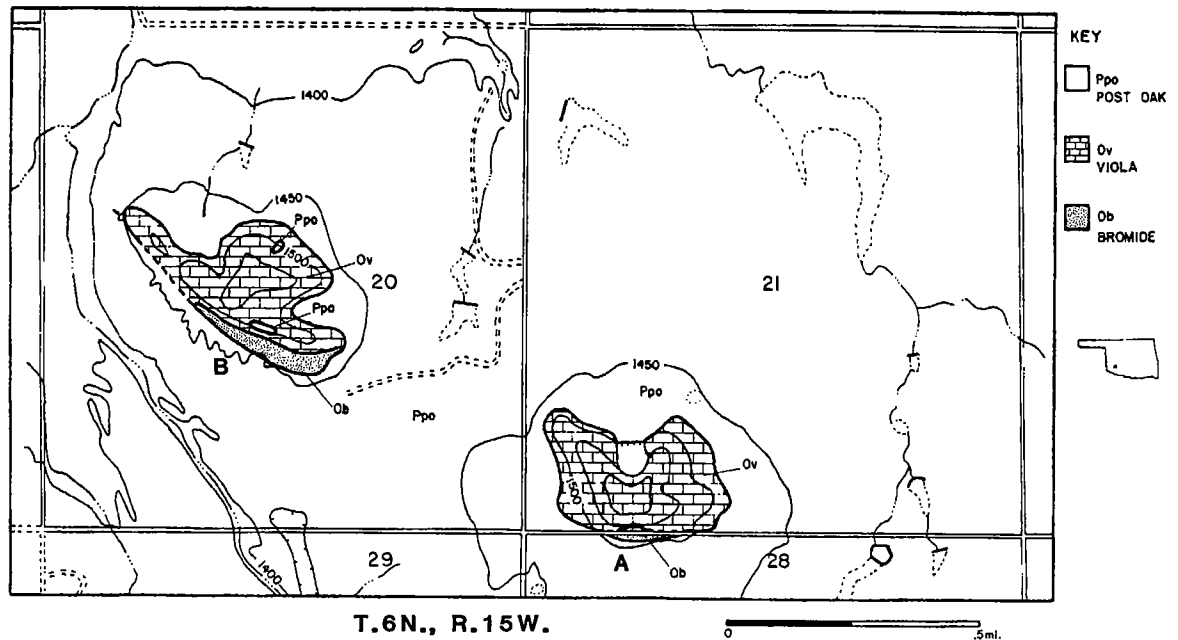 KEY
Ppo
POST OAK
Ov
VIOLA
Ob
BROMIDE
1400
1450
Ppo
1500
Ov
20
Ppo
B
Ob
Ppo
21
1450
Ppo
Ov
1500
29
1400
A
Ob
28
T.6N., R.15W.
0
.5mi.